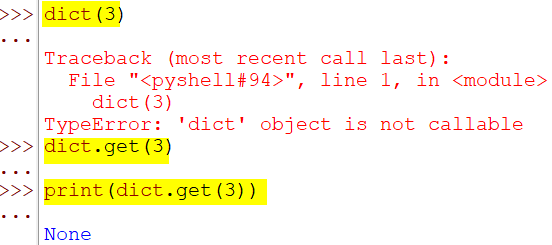 >>> dict(3)
...
Traceback (most recent call last):
  File "<pyshell#94>", line 1, in <module>
    dict(3)
TypeError: 'dict' object is not callable
>>> dict.get(3)
...
>>> print(dict.get(3))
...
None